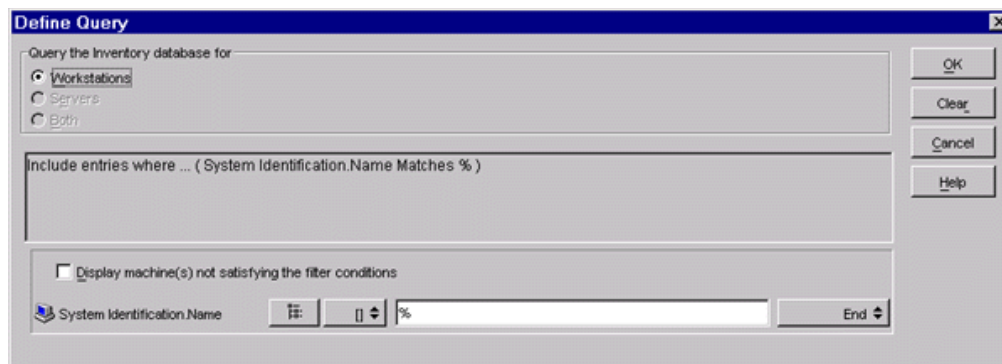 Define Query
Query the Inventory database for
Workstations
Servers
Both
OK
Clear
Cancel
Help
Include entries where ... ( System Identification.Name Matches % )
Display machine(s) not satisfying the filter conditions
System Identification.Name [] % End